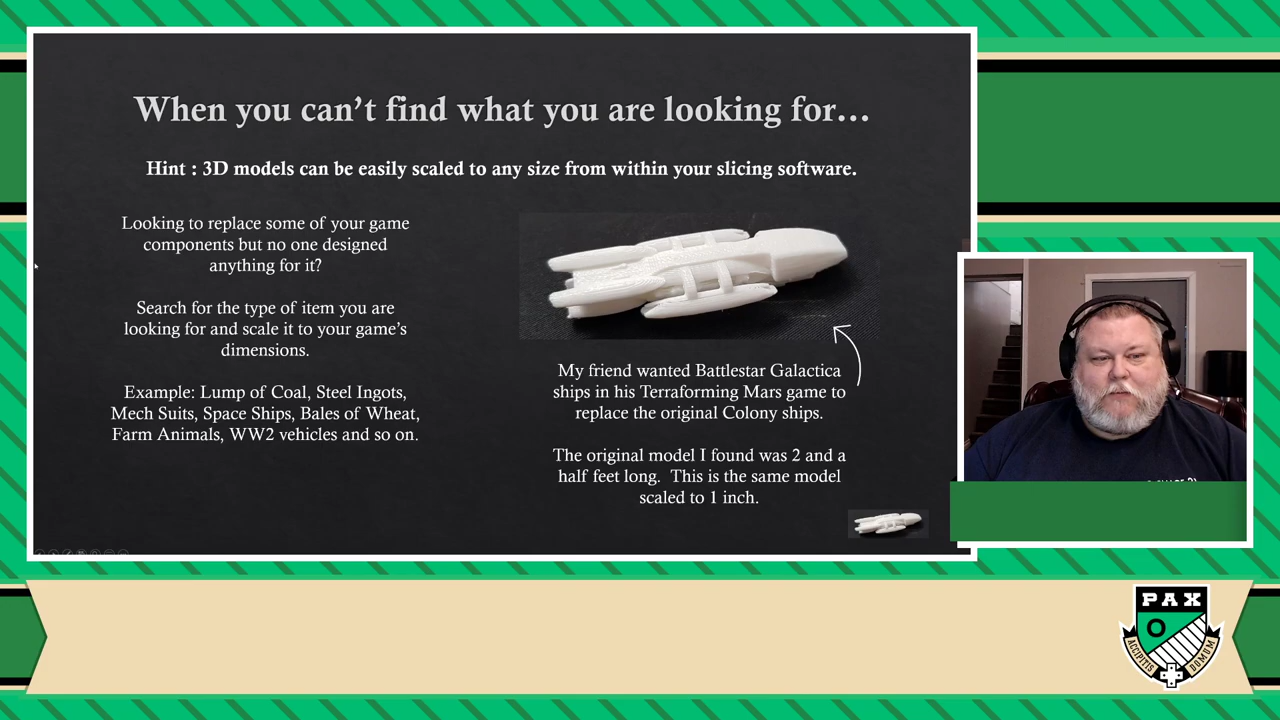 When you can't find what you are looking for…
Hint : 3D models can be easily scaled to any size from within your slicing software.
Looking to replace some of your game
components but no one designed
anything for it?
Search for the type of item you are
looking for and scale it to your game's
dimensions.
Example: Lump of Coal, Steel Ingots,
Mech Suits, Space Ships, Bales of Wheat,
Farm Animals, WW2 vehicles and so on.
My friend wanted Battlestar Galactica
ships in his Terraforming Mars game to
replace the original Colony ships.
The original model I found was 2 and a
half feet long. This is the same model
scaled to 1 inch.
PAX
O
ACCIPITIS
DOMUM